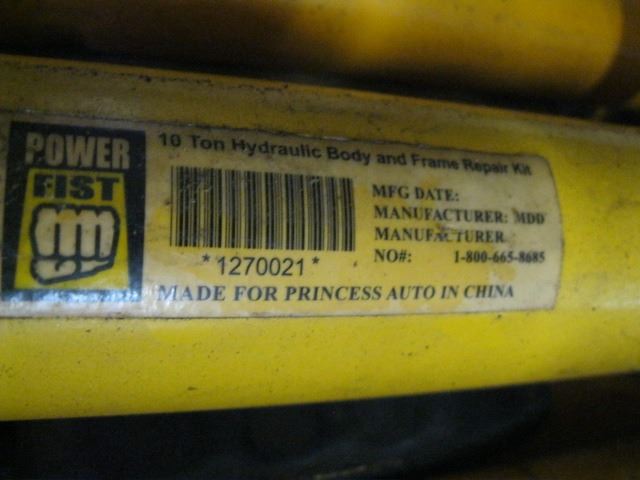 POWER
FIST
10 Ton Hydraulic Body and Frame Repair Kit
*1270021*
MFG DATE:
MANUFACTURER: MDD
MANUFACTURER
NO#: 1-800-665-8685
MADE FOR PRINCESS AUTO IN CHINA